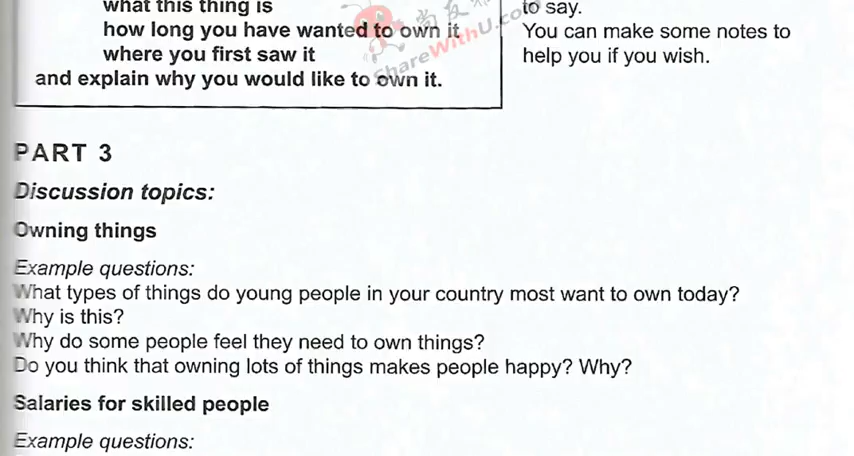 what this thing is
how long you have wanted to own it
where you first saw it
and explain why you would like to own it.
to say.
You can make some notes to
help you if you wish.
ShareWithU.co
PART 3
Discussion topics:
Owning things
Example questions:
What types of things do young people in your country most want to own today?
Why is this?
Why do some people feel they need to own things?
Do you think that owning lots of things makes people happy? Why?
Salaries for skilled people
Example questions: